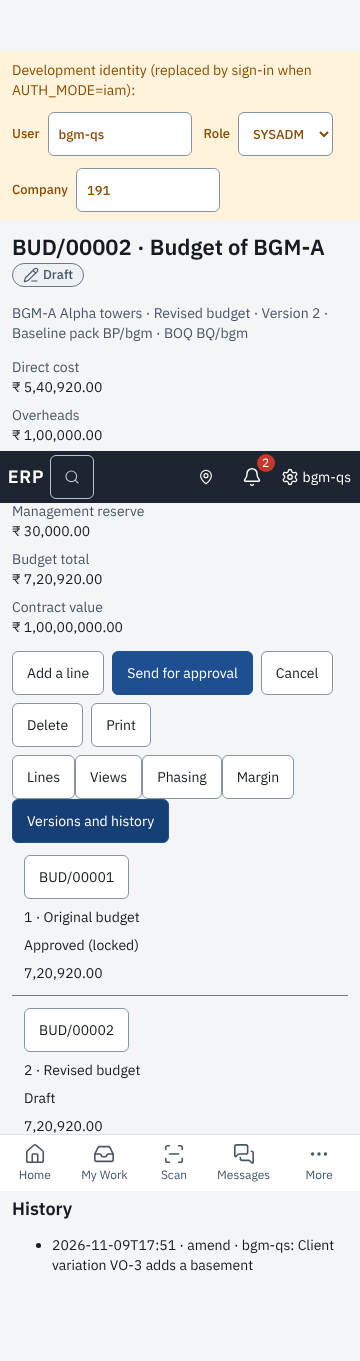 Development identity (replaced by sign-in when
AUTH_MODE=iam):
User bgm-qs Role SYSADM
Company 191
BUD/00002 · Budget of BGM-A
Draft
BGM-A Alpha towers · Revised budget · Version 2 ·
Baseline pack BP/bgm · BOQ BQ/bgm
Direct cost
₹ 5,40,920.00
Overheads
₹ 1,00,000.00
ERP 2 bgm-qs
Management reserve
₹ 30,000.00
Budget total
₹ 7,20,920.00
Contract value
₹ 1,00,00,000.00
Add a line Send for approval Cancel
Delete Print
Lines Views Phasing Margin
Versions and history
BUD/00001
1 · Original budget
Approved (locked)
7,20,920.00
BUD/00002
2 · Revised budget
Draft
7,20,920.00
Home My Work Scan Messages More
History
• 2026-11-09T17:51 · amend · bgm-qs: Client
variation VO-3 adds a basement